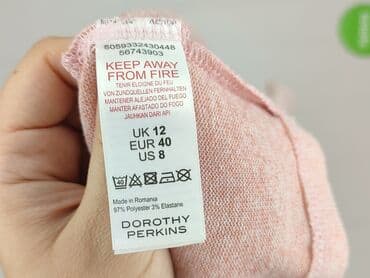 5059332430448
56743903
KEEP AWAY
FROM FIRE
TENIR ELOIGNE DU FEU
VON ZUNDQUELLEN FERNHALTEN
MANTENER ALEJADO DEL FUEGO
MANTER AFASTADO DO FOGO
JAUHKAN DARI API
UK 12
EUR 40
US 8
40
Made in Romania
97% Polyester 3% Elastane
DOROTHY
PERKINS